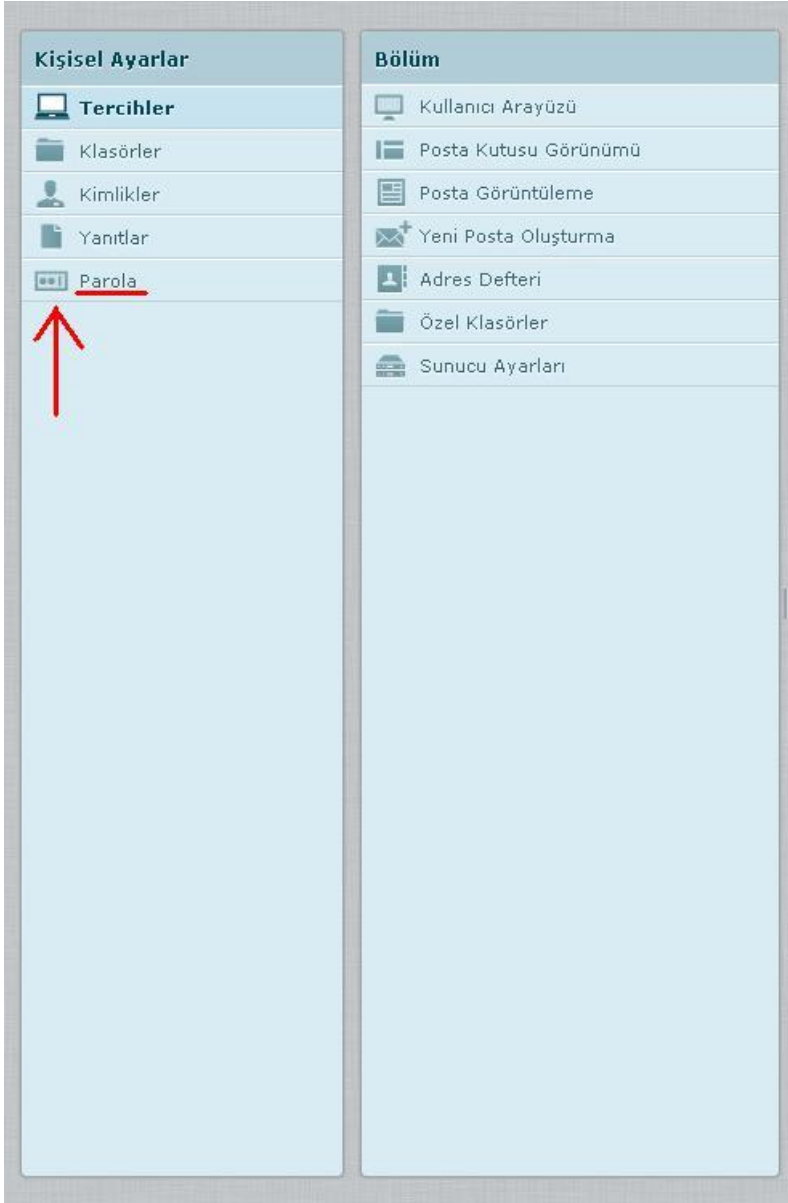 Kişisel Ayarlar
Tercihler
Klasörler
Kimlikler
Yanıtlar
Parola
Bölüm
Kullanıcı Arayüzü
Posta Kutusu Görünümü
Posta Görüntüleme
Yeni Posta Oluşturma
Adres Defteri
Özel Klasörler
Sunucu Ayarları